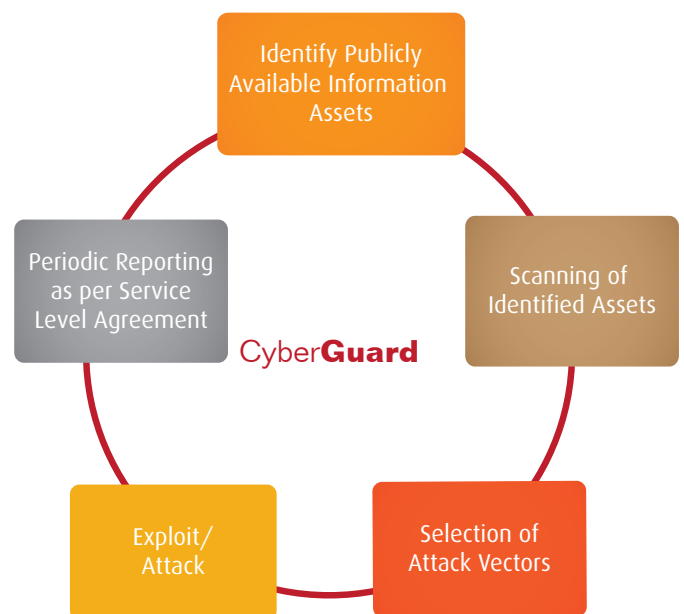 Identify Publicly
Available Information
Assets
Scanning of
Identified Assets
Selection of
Attack Vectors
Exploit/
Attack
Periodic Reporting
as per Service
Level Agreement
CyberGuard